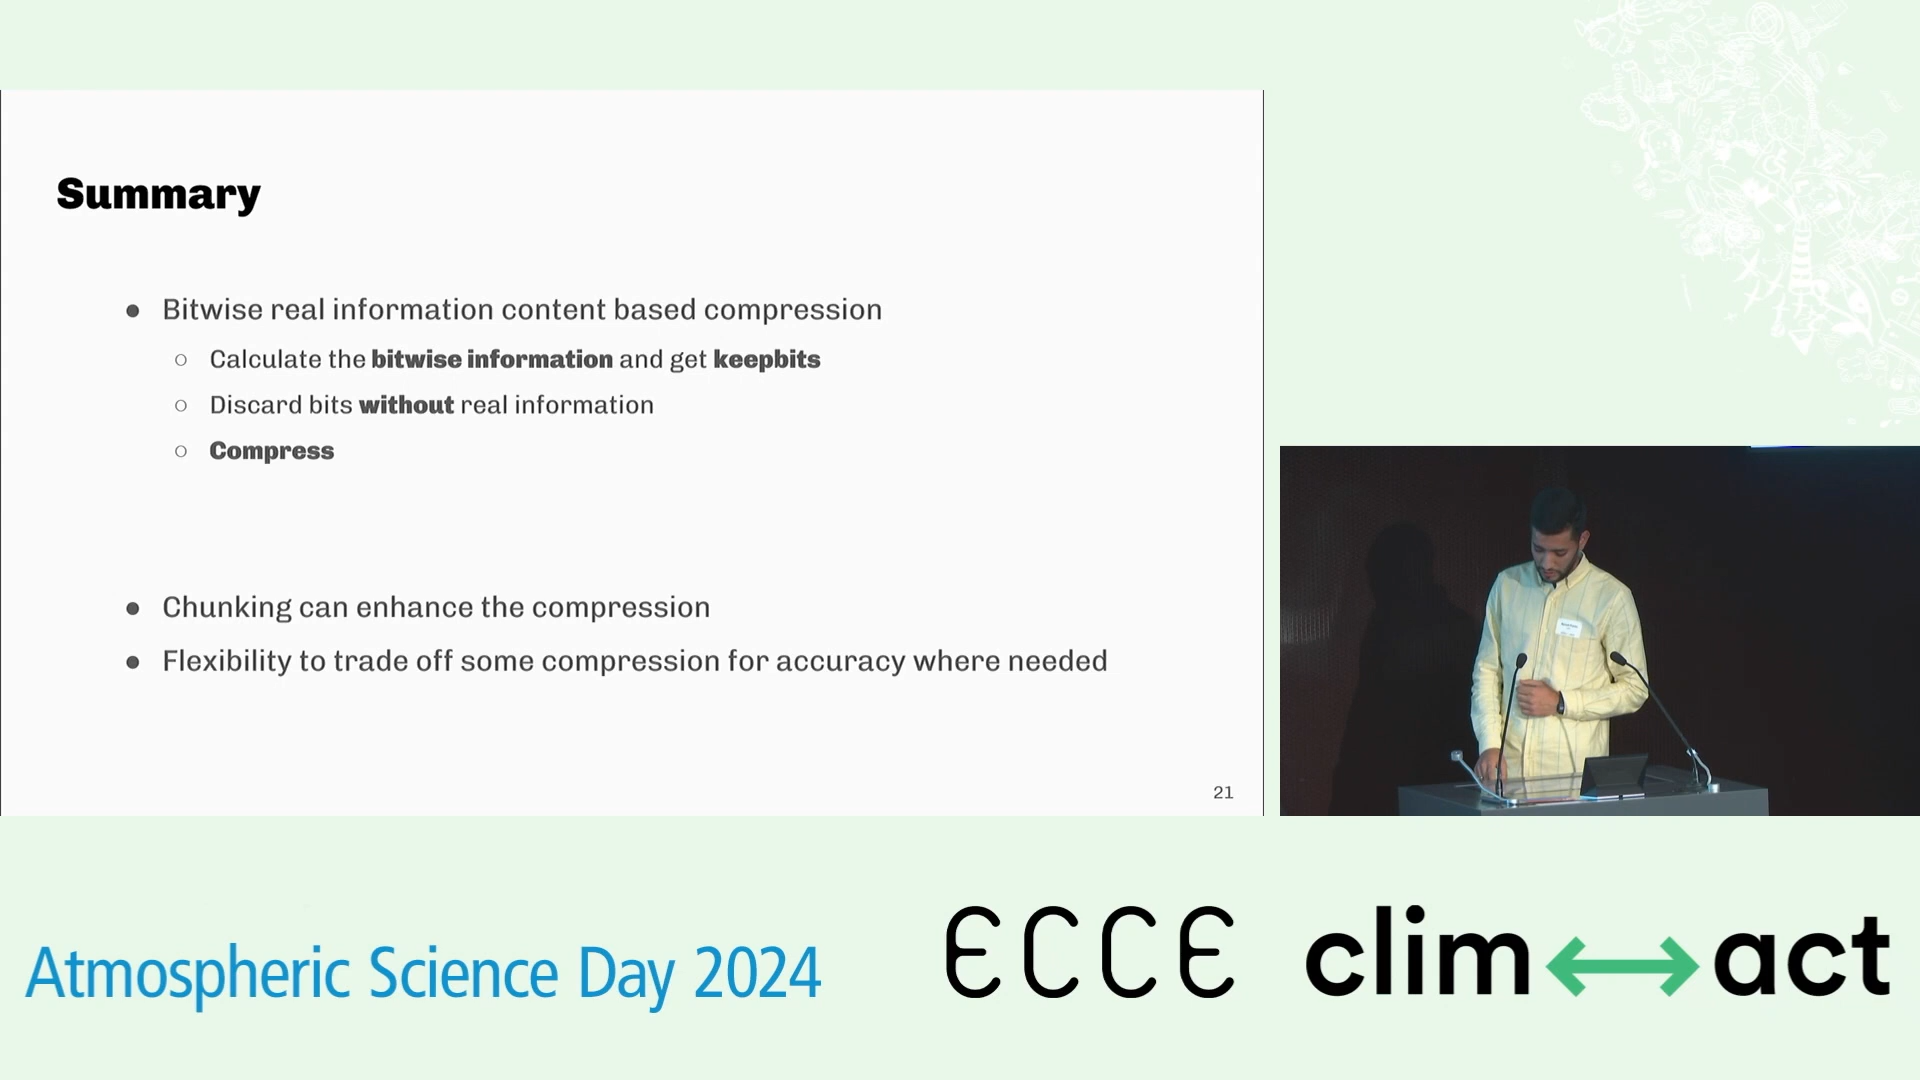 Summary
● Bitwise real information content based compression
○ Calculate the bitwise information and get keepbits
○ Discard bits without real information
○ Compress
● Chunking can enhance the compression
● Flexibility to trade off some compression for accuracy where needed
21
Atmospheric Science Day 2024
ECCE
clim↔act